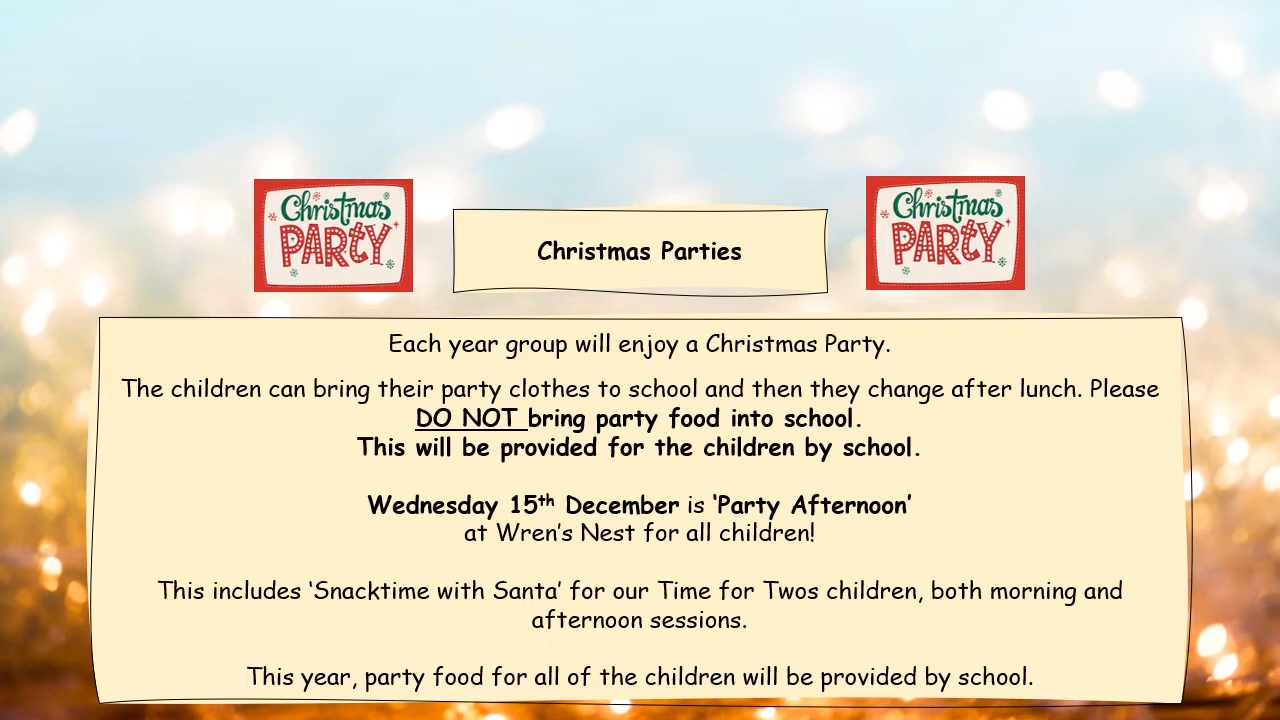 Christmas
PARTY
Christmas
PARTY
Christmas Parties
Each year group will enjoy a Christmas Party.
The children can bring their party clothes to school and then they change after lunch. Please
DO NOT bring party food into school.
This will be provided for the children by school.
Wednesday 15th December is ‘Party Afternoon’
at Wren’s Nest for all children!
This includes ‘Snacktime with Santa’ for our Time for Twos children, both morning and
afternoon sessions.
This year, party food for all of the children will be provided by school.